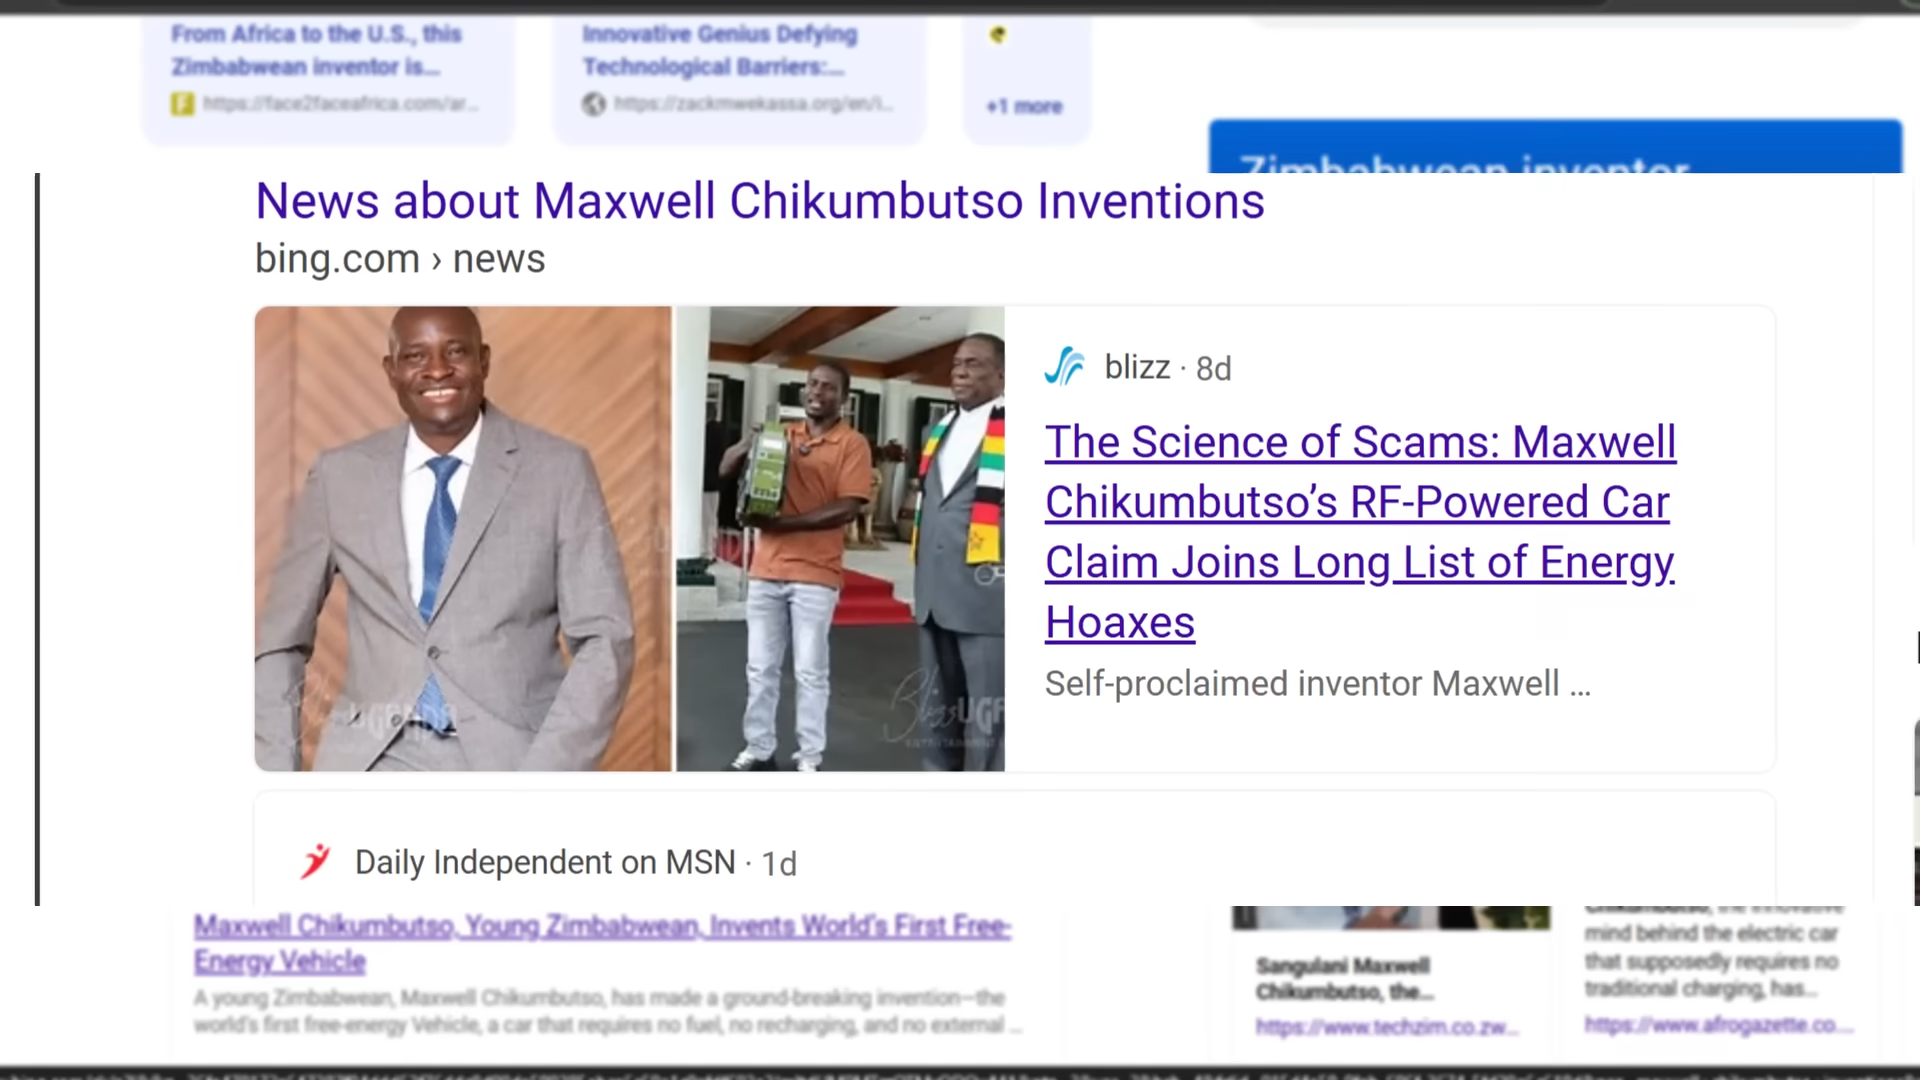 From Africa to the U.S., this
Zimbabwean inventor is...
https://face2faceafrica.com/ar...
Innovative Genius Defying
Technological Barriers:...
https://zackmwekassa.org/en/i...
+1 more
Zimbabwean inventor
News about Maxwell Chikumbutso Inventions
bing.com › news
blizz · 8d
The Science of Scams: Maxwell
Chikumbutso’s RF-Powered Car
Claim Joins Long List of Energy
Hoaxes
Self-proclaimed inventor Maxwell ...
Daily Independent on MSN · 1d
Maxwell Chikumbutso, Young Zimbabwean, Invents World's First Free-
Energy Vehicle
A young Zimbabwean, Maxwell Chikumbutso, has made a ground-breaking invention—the
world's first free-energy Vehicle, a car that requires no fuel, no recharging, and no external ...
Sangulani Maxwell
Chikumbutso, the...
https://www.techzim.co.zw...
Chikumbutso, the innovative
mind behind the electric car
that supposedly requires no
traditional charging, has...
https://www.afrogazette.co....